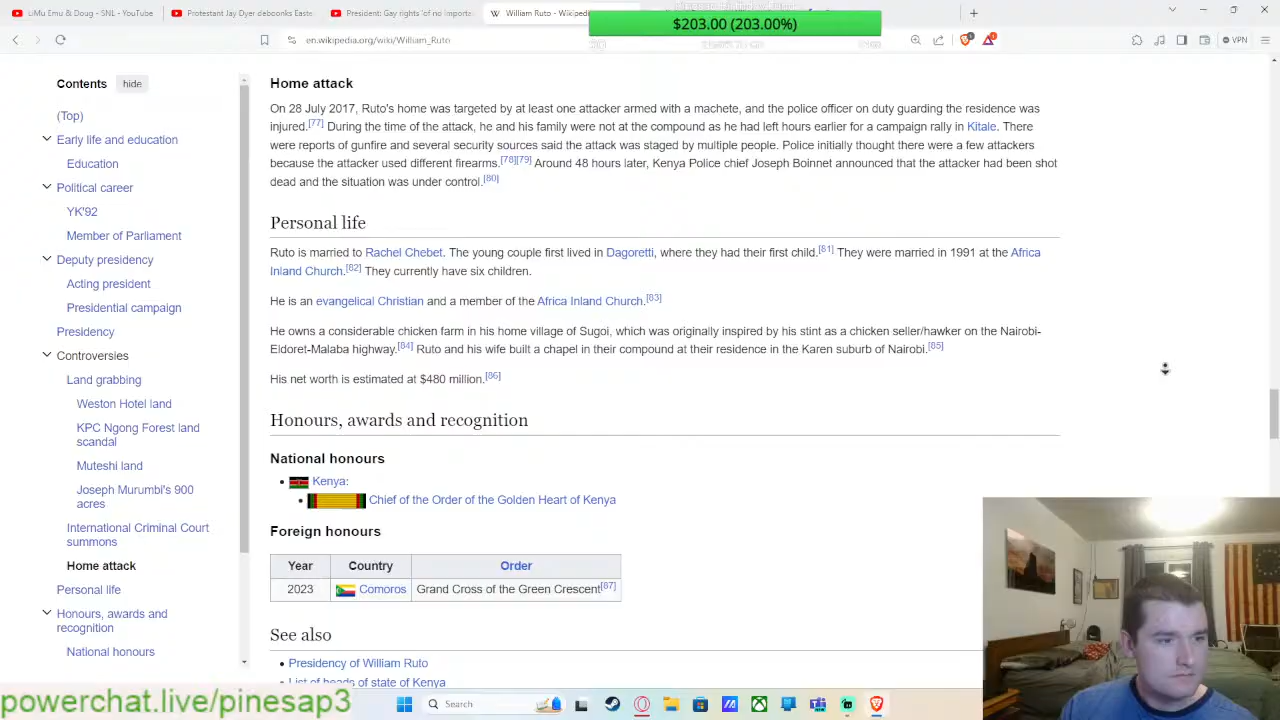 LiMu Emu & Doug - SNL - YouTub
Education & Doug - SNL - You
President Gay rights of no importa
William Ruto - Wikiped
$203.00 (203.00%)
en.wikipedia.org/wiki/William_Ruto
VPN
Contents hide
(Top)
Early life and education
Education
Political career
YK'92
Member of Parliament
Deputy presidency
Acting president
Presidential campaign
Presidency
Controversies
Land grabbing
Weston Hotel land
KPC Ngong Forest land
scandal
Muteshi land
Joseph Murumbi's 900
acres
International Criminal Court
summons
Home attack
Personal life
Honours, awards and
recognition
National honours
Home attack
On 28 July 2017, Ruto's home was targeted by at least one attacker armed with a machete, and the police officer on duty guarding the residence was
injured.[77] During the time of the attack, he and his family were not at the compound as he had left hours earlier for a campaign rally in Kitale. There
were reports of gunfire and several security sources said the attack was staged by multiple people. Police initially thought there were a few attackers
because the attacker used different firearms.[78][79] Around 48 hours later, Kenya Police chief Joseph Boinnet announced that the attacker had been shot
dead and the situation was under control.[80]
Personal life
Ruto is married to Rachel Chebet. The young couple first lived in Dagoretti, where they had their first child.[81] They were married in 1991 at the Africa
Inland Church.[82] They currently have six children.
He is an evangelical Christian and a member of the Africa Inland Church.[83]
He owns a considerable chicken farm in his home village of Sugoi, which was originally inspired by his stint as a chicken seller/hawker on the Nairobi-
Eldoret-Malaba highway.[84] Ruto and his wife built a chapel in their compound at their residence in the Karen suburb of Nairobi.[85]
His net worth is estimated at $480 million.[86]
Honours, awards and recognition
National honours
Kenya:
Chief of the Order of the Golden Heart of Kenya
Foreign honours
Year Country Order
2023 Comoros Grand Cross of the Green Crescent[87]
See also
Presidency of William Ruto
List of heads of state of Kenya
powerchat.live/pinesap3
Search